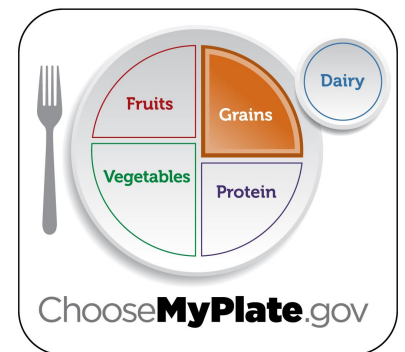 Fruits
Grains
Dairy
Vegetables
Protein
ChooseMyPlate.gov